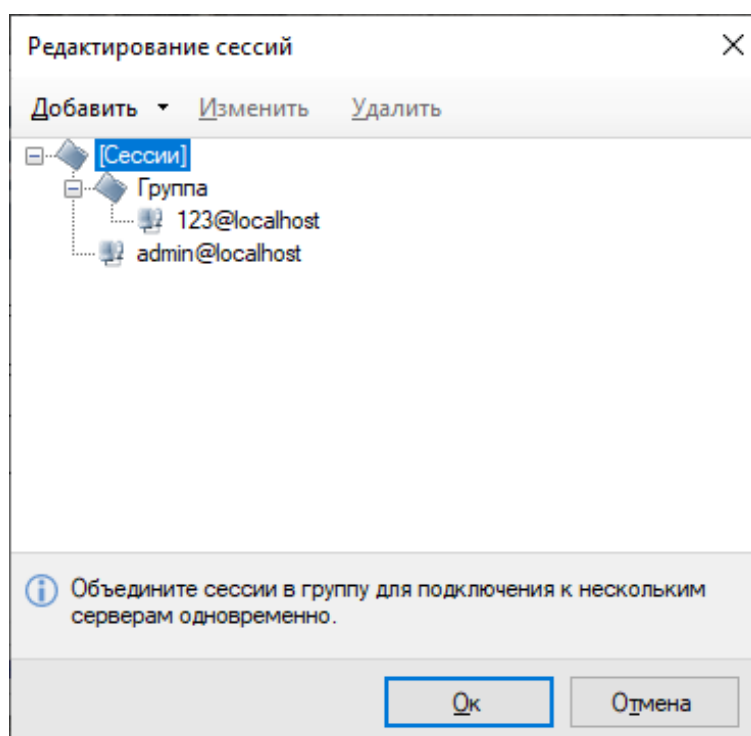 Редактирование сессий
Добавить Изменить Удалить
[Сессии]
Группа
123@localhost
admin@localhost
Объедините сессии в группу для подключения к нескольким
серверам одновременно.
Ок Отмена